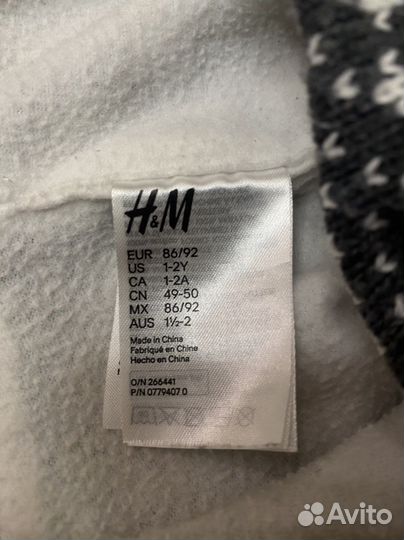 H&M
EUR 86/92
US 1-2Y
CA 1-2A
CN 49-50
MX 86/92
AUS 1½-2
Made in China
Fabriqué en Chine
Hecho en China
O/N 266441
P/N 0779407 0
Avito